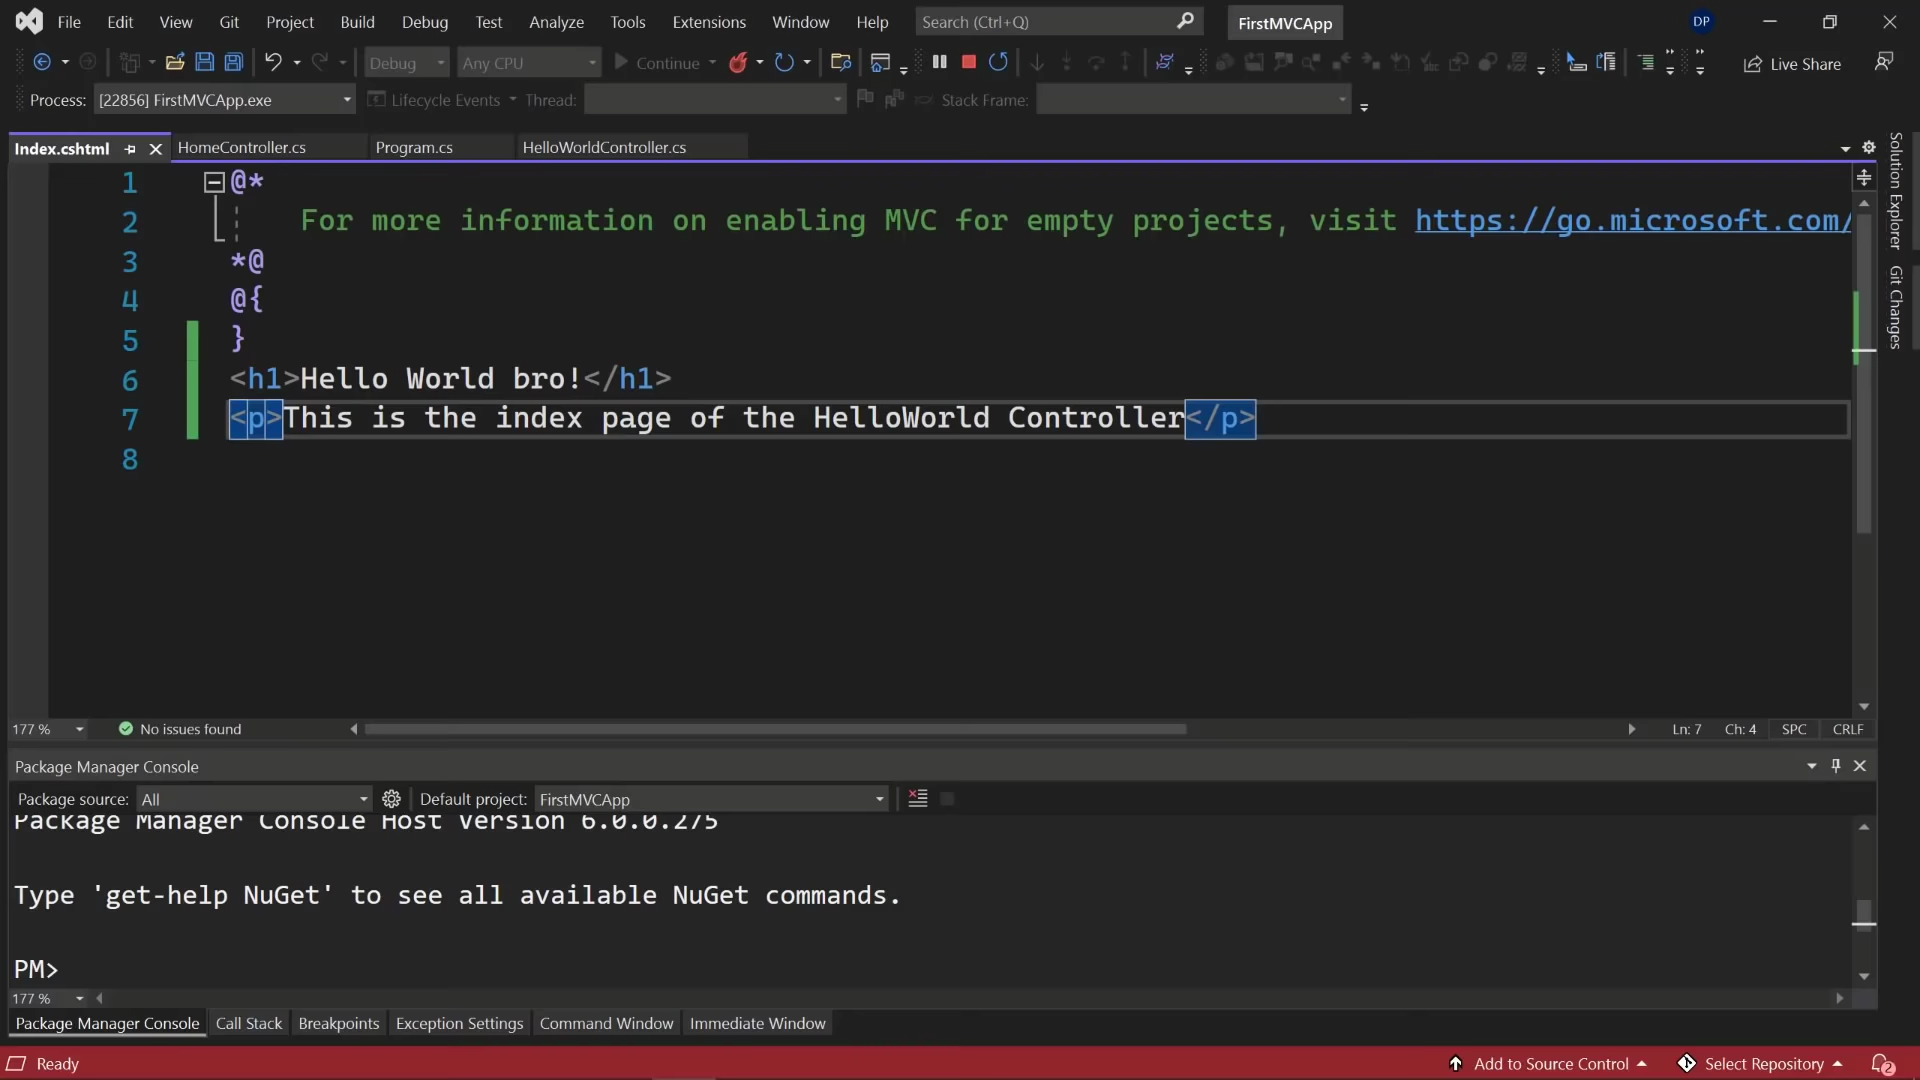 File Edit View Git Project Build Debug Test Analyze Tools Extensions Window Help Search (Ctrl+Q) FirstMVCApp DP
Debug Any CPU Continue Live Share
Process: [22856] FirstMVCApp.exe Lifecycle Events Thread: Stack Frame:
Index.cshtml HomeController.cs Program.cs HelloWorldController.cs
Solution Explorer
Git Changes
1 @*
2 For more information on enabling MVC for empty projects, visit https://go.microsoft.com/
3 *@
4 @{
5 }
6 <h1>Hello World bro!</h1>
7 <p>This is the index page of the HelloWorld Controller</p>
8
177 % No issues found Ln: 7 Ch: 4 SPC CRLF
Package Manager Console
Package source: All Default project: FirstMVCApp
Package Manager Console Host Version 6.0.0.275
Type 'get-help NuGet' to see all available NuGet commands.
PM>
177 %
Package Manager Console Call Stack Breakpoints Exception Settings Command Window Immediate Window
Ready Add to Source Control Select Repository 2